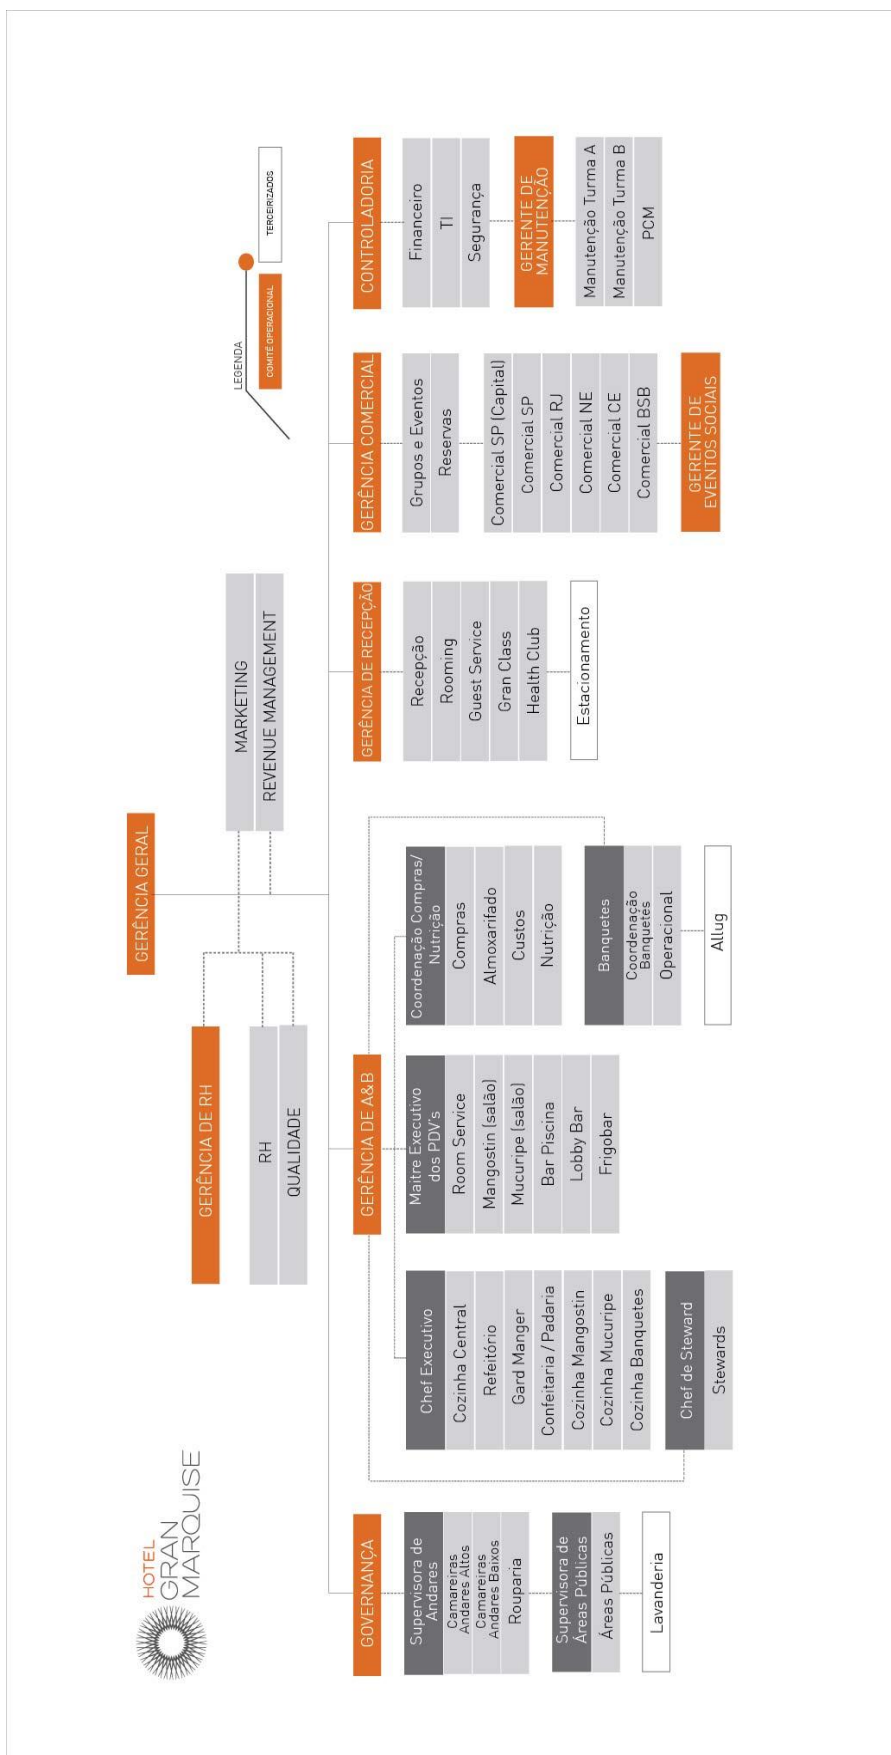 HOTEL
GRAN
MARQUISE
GERÊNCIA GERAL
LEGENDA
COMITÊ OPERACIONAL
TERCEIRIZADOS
GERÊNCIA DE RH
RH
QUALIDADE
MARKETING
REVENUE MANAGEMENT
GOVERNANÇA
Supervisora de
Andares
Camareiras
Andares Altos
Camareiras
Andares Baixos
Rouparia
Supervisora de
Áreas Públicas
Áreas Públicas
Lavanderia
GERÊNCIA DE A&B
Chef Executivo
Cozinha Central
Refeitório
Gard Manger
Confeitaria / Padaria
Cozinha Mangostin
Cozinha Mucuripe
Cozinha Banquetes
Chef de Steward
Stewards
Maitre Executivo
dos PDV's
Room Service
Mangostin (salão)
Mucuripe (salão)
Bar Piscina
Lobby Bar
Frigobar
Coordenação Compras/
Nutrição
Compras
Almoxarifado
Custos
Nutrição
Banquetes
Coordenação
Banquetes
Operacional
Allug
GERÊNCIA DE RECEPÇÃO
Recepção
Rooming
Guest Service
Gran Class
Health Club
Estacionamento
GERÊNCIA COMERCIAL
Grupos e Eventos
Reservas
Comercial SP (Capital)
Comercial SP
Comercial RJ
Comercial NE
Comercial CE
Comercial BSB
GERENTE DE
EVENTOS SOCIAIS
CONTROLADORIA
Financeiro
TI
Segurança
GERENTE DE
MANUTENÇÃO
Manutenção Turma A
Manutenção Turma B
PCM